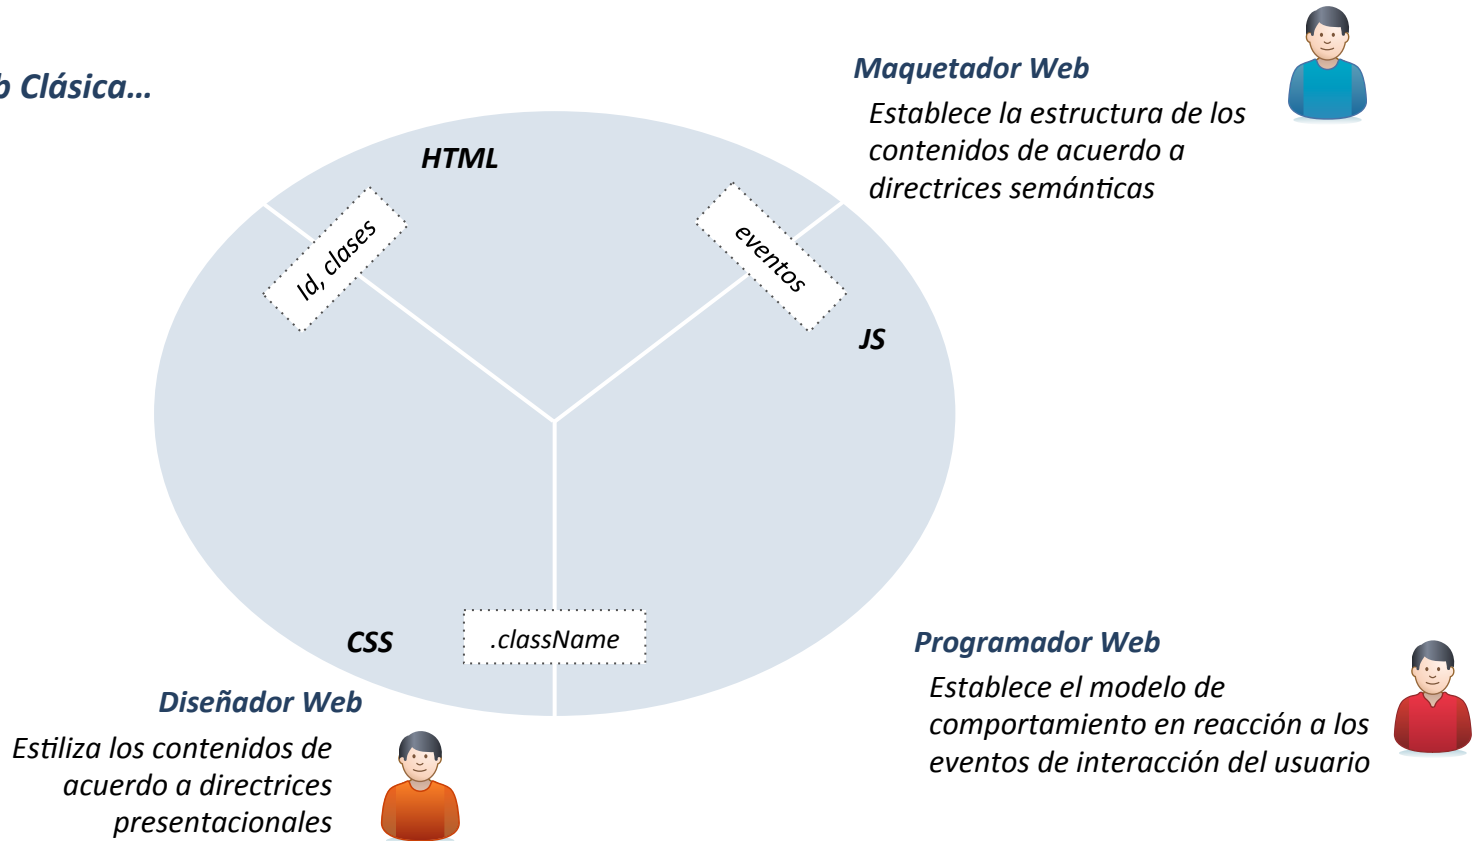 b Clásica...
Maquetador Web
Establece la estructura de los
contenidos de acuerdo a
directrices semánticas
HTML
Id, clases
eventos
JS
CSS
.className
Programador Web
Establece el modelo de
comportamiento en reacción a los
eventos de interacción del usuario
Diseñador Web
Estiliza los contenidos de
acuerdo a directrices
presentacionales